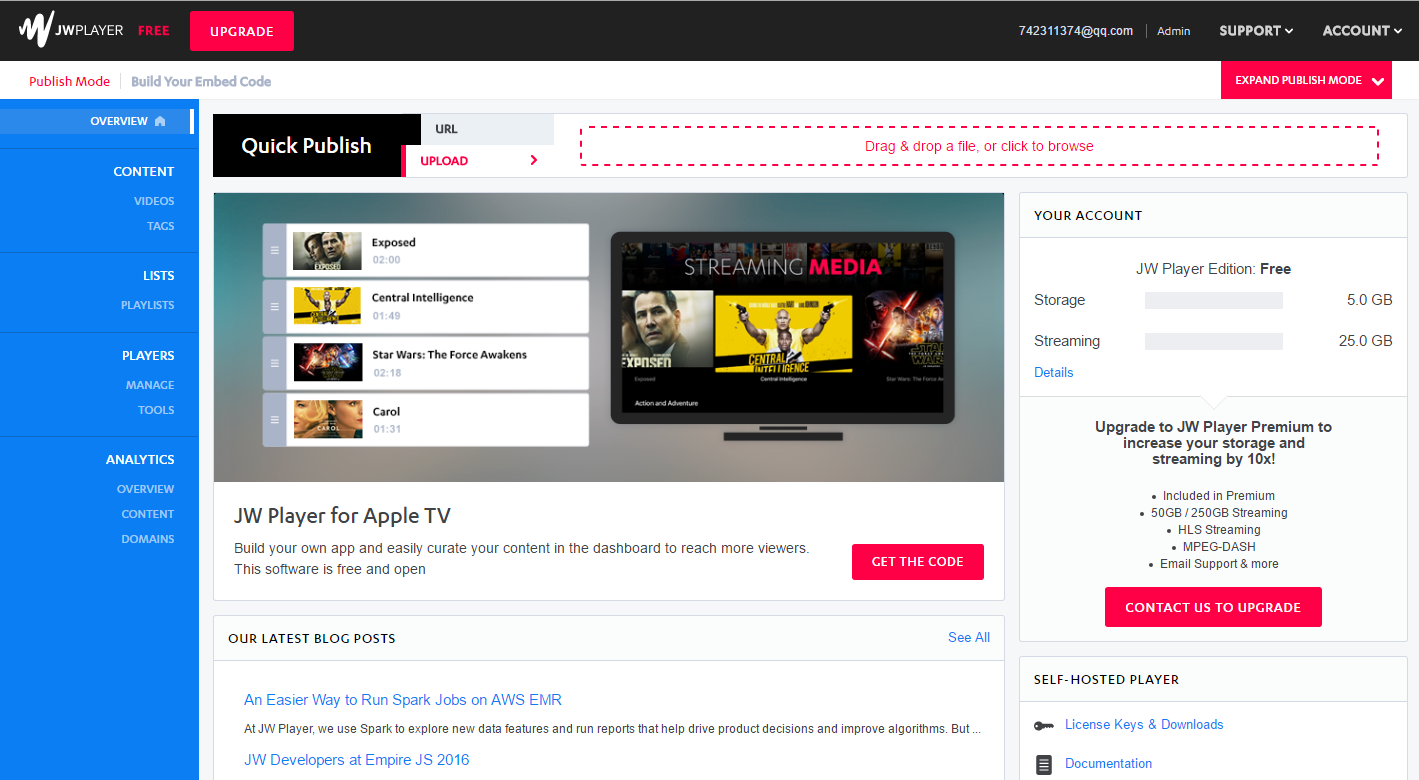 JWPLAYER FREE UPGRADE 742311374@qq.com Admin SUPPORT ACCOUNT
Publish Mode Build Your Embed Code EXPAND PUBLISH MODE
OVERVIEW
CONTENT
VIDEOS
TAGS
LISTS
PLAYLISTS
PLAYERS
MANAGE
TOOLS
ANALYTICS
OVERVIEW
CONTENT
DOMAINS
Quick Publish
URL
UPLOAD
Drag & drop a file, or click to browse
EXPOSED
Exposed
02:00
Central Intelligence
01:49
Star Wars: The Force Awakens
02:18
CAROL
Carol
01:31
STREAMING MEDIA
EXPOSED
CENTRAL
INTELLIGENCE
STAR
WARS
Exposed Central Intelligence Star Wars: The Force Aw
Action and Adventure
JW Player for Apple TV
Build your own app and easily curate your content in the dashboard to reach more viewers.
This software is free and open
GET THE CODE
OUR LATEST BLOG POSTS See All
An Easier Way to Run Spark Jobs on AWS EMR
At JW Player, we use Spark to explore new data features and run reports that help drive product decisions and improve algorithms. But ...
JW Developers at Empire JS 2016
YOUR ACCOUNT
JW Player Edition: Free
Storage 5.0 GB
Streaming 25.0 GB
Details
Upgrade to JW Player Premium to
increase your storage and
streaming by 10x!
• Included in Premium
• 50GB / 250GB Streaming
• HLS Streaming
• MPEG-DASH
• Email Support & more
CONTACT US TO UPGRADE
SELF-HOSTED PLAYER
License Keys & Downloads
Documentation